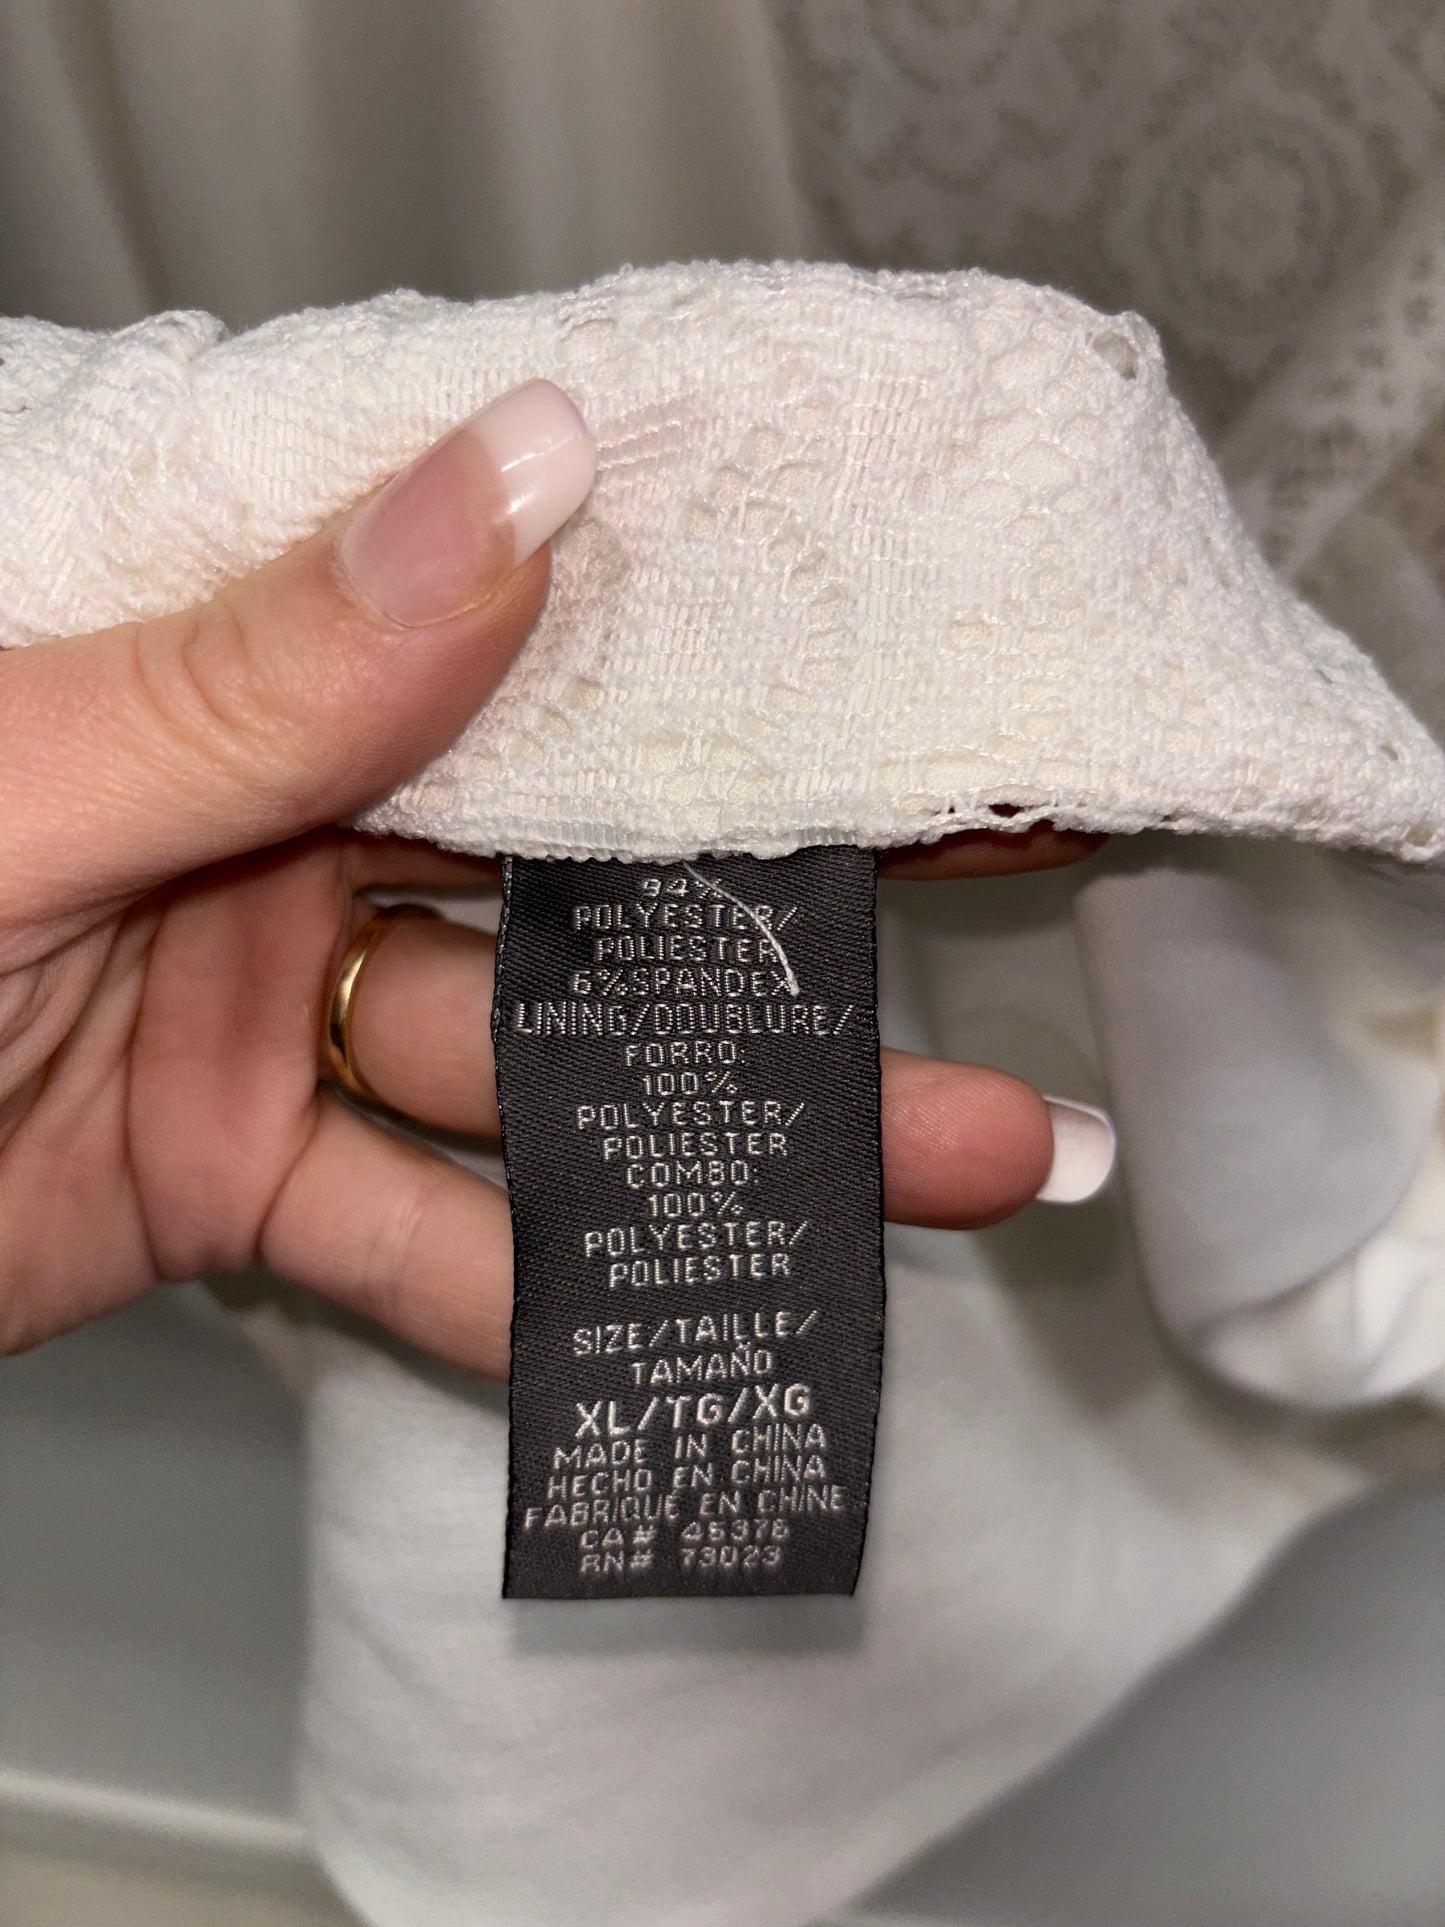 94%
POLYESTER/
POLIESTER
6%SPANDEX
LINING/DOUBLURE/
FORRO:
100%
POLYESTER/
POLIESTER
COMBO:
100%
POLYESTER/
POLIESTER
SIZE/TAILLE/
TAMAÑO
XL/TG/XG
MADE IN CHINA
HECHO EN CHINA
FABRIQUÉ EN CHINE
CA# 45376
RN# 73023